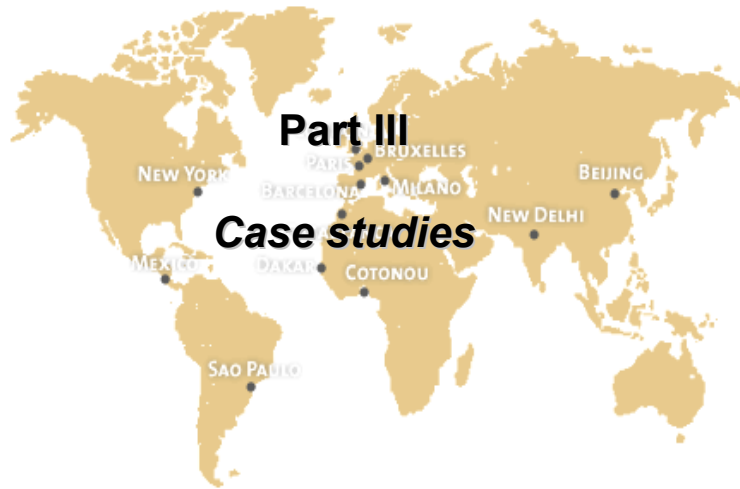 Part III
BRUXELLES
PARIS
NEW YORK
BEIJING
BARCELONA
MILANO
NEW DELHI
Case studies
MEXICO
DAKAR
COTONOU
SAO PAULO